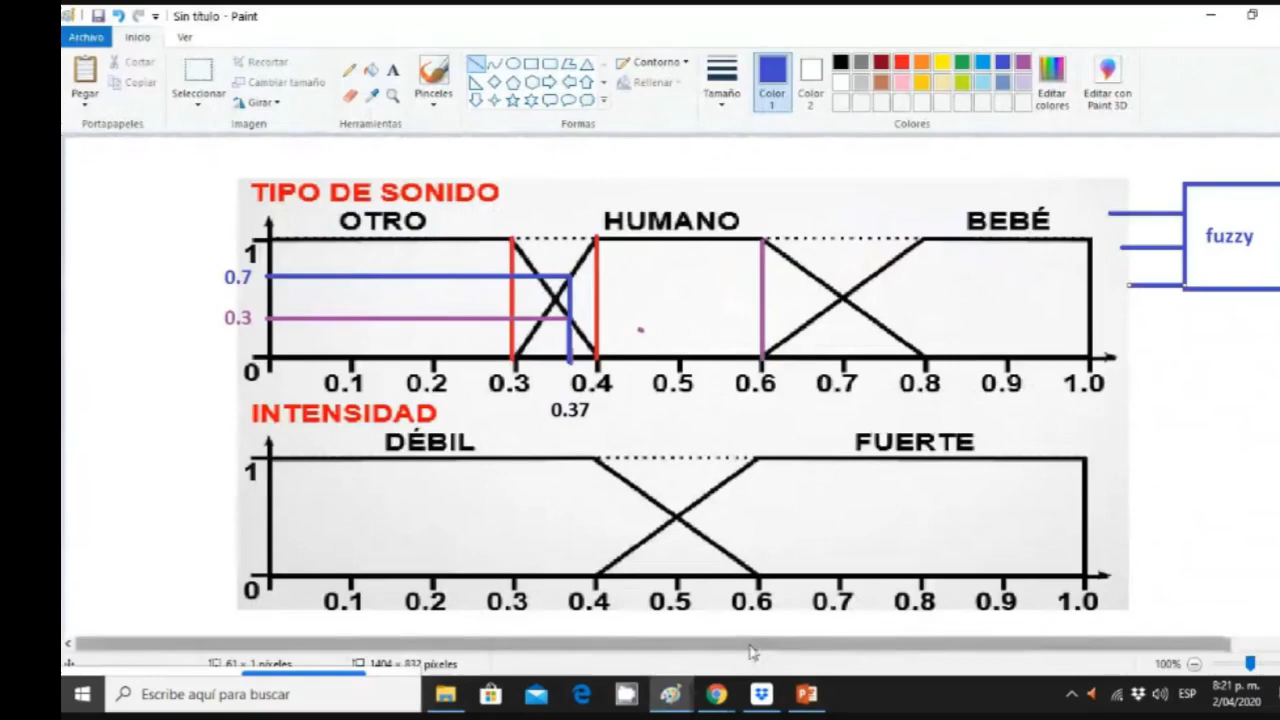 Sin título - Paint
Archivo Inicio Ver
Pegar
Cortar
Copiar
Portapapeles
Seleccionar
Recortar
Cambiar tamaño
Girar
Imagen
A
Herramientas
Pinceles
Formas
Contorno
Rellenar
Tamaño
Color 1
Color 2
Colores
Editar colores
Editar con Paint 3D
TIPO DE SONIDO
OTRO HUMANO BEBÉ
1
0.7
0.3
0
0.1 0.2 0.3 0.4 0.5 0.6 0.7 0.8 0.9 1.0
0.37
fuzzy
INTENSIDAD
DÉBIL FUERTE
1
0
0.1 0.2 0.3 0.4 0.5 0.6 0.7 0.8 0.9 1.0
61 × 1 píxeles 1404 × 832 píxeles 100%
Escribe aquí para buscar
ESP
8:21 p. m.
2/04/2020